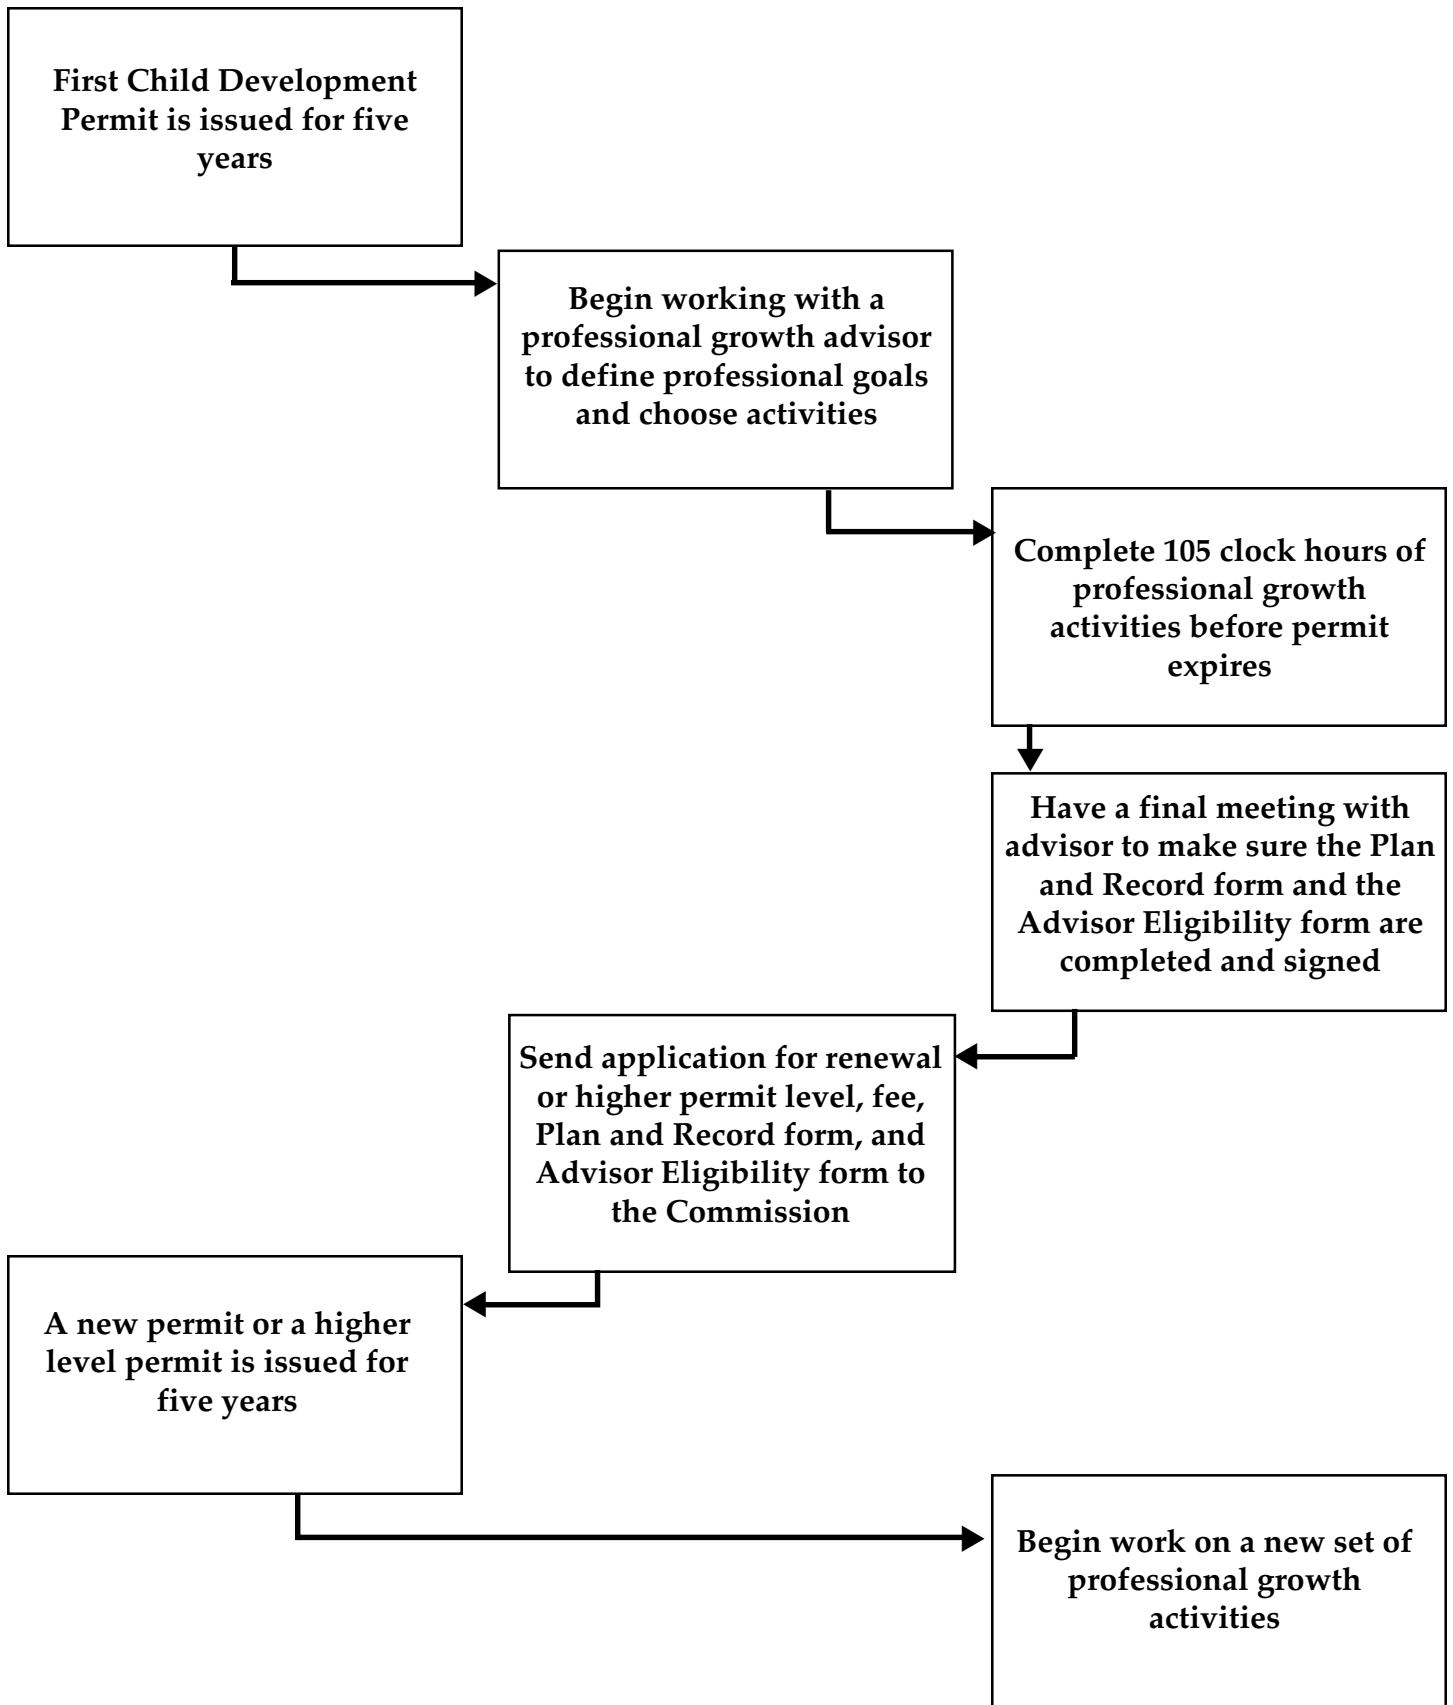 First Child Development
Permit is issued for five
years
Begin working with a
professional growth advisor
to define professional goals
and choose activities
Complete 105 clock hours of
professional growth
activities before permit
expires
Have a final meeting with
advisor to make sure the Plan
and Record form and the
Advisor Eligibility form are
completed and signed
Send application for renewal
or higher permit level, fee,
Plan and Record form, and
Advisor Eligibility form to
the Commission
A new permit or a higher
level permit is issued for
five years
Begin work on a new set of
professional growth
activities